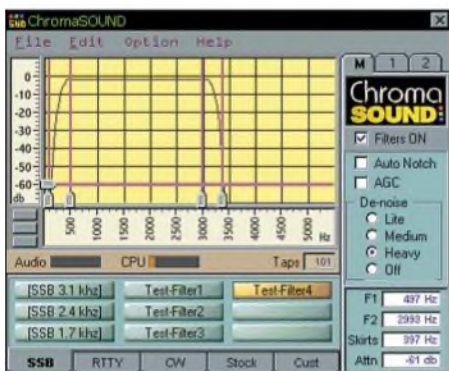 ChromaSOUND
File Edit Option Help
0
-10
-20
-30
-40
-50
-60
db
500 1000 1500 2000 2500 3000 3500 4000 4500 5000 Hz
Audio CPU Taps 101
[SSB 3.1 khz] Test-Filter1 Test-Filter4
[SSB 2.4 khz] Test-Filter2
[SSB 1.7 khz] Test-Filter3
SSB RTTY CW Stock Cust
M 1 2
Chroma
SOUND
Filters ON
Auto Notch
AGC
De-noise
Lite
Medium
Heavy
Off
F1 497 Hz
F2 2993 Hz
Skirts 397 Hz
Attn -61 db